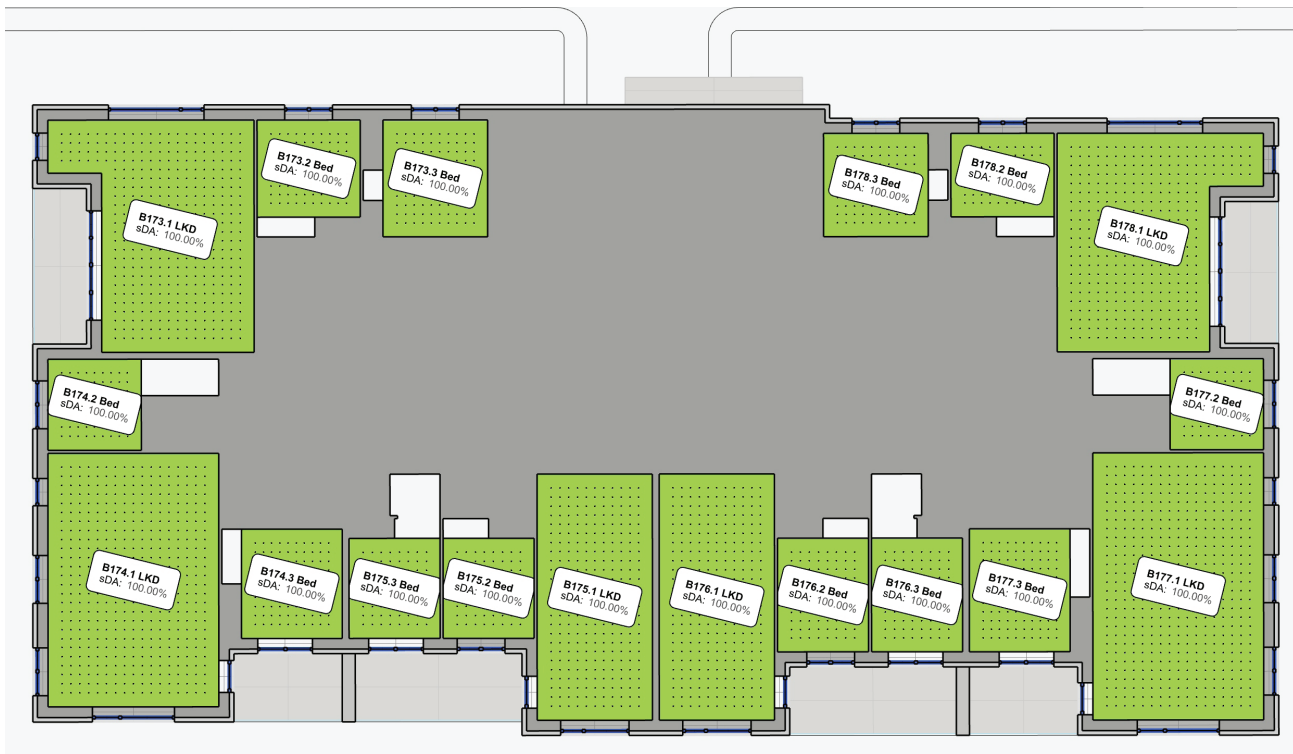 B173.1 LKD
sDA: 100.00%
B173.2 Bed
sDA: 100.00%
B173.3 Bed
sDA: 100.00%
B178.3 Bed
sDA: 100.00%
B178.2 Bed
sDA: 100.00%
B178.1 LKD
sDA: 100.00%
B174.2 Bed
sDA: 100.00%
B177.2 Bed
sDA: 100.00%
B174.1 LKD
sDA: 100.00%
B174.3 Bed
sDA: 100.00%
B175.3 Bed
sDA: 100.00%
B175.2 Bed
sDA: 100.00%
B175.1 LKD
sDA: 100.00%
B176.1 LKD
sDA: 100.00%
B176.2 Bed
sDA: 100.00%
B176.3 Bed
sDA: 100.00%
B177.3 Bed
sDA: 100.00%
B177.1 LKD
sDA: 100.00%